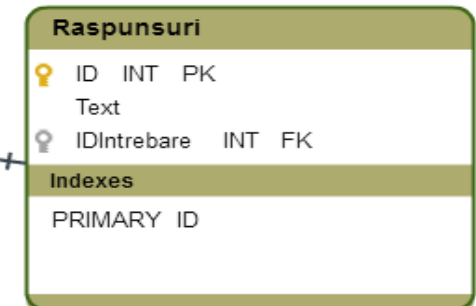 Raspunsuri
ID INT PK
Text
IDIntrebare INT FK
Indexes
PRIMARY ID